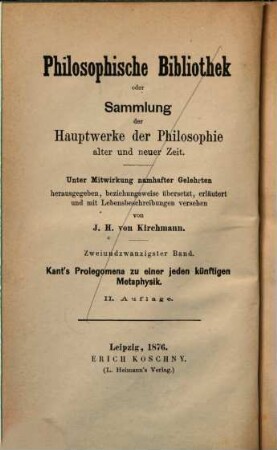 Philosophische Bibliothek
oder
Sammlung
der
Hauptwerke der Philosophie
alter und neuer Zeit.
Unter Mitwirkung namhafter Gelehrten
herausgegeben, beziehungsweise übersetzt, erläutert
und mit Lebensbeschreibungen versehen
von
J. H. von Kirchmann.
Zweiundzwanzigster Band.
Kant's Prolegomena zu einer jeden künftigen
Metaphysik.
II. Auflage.
Leipzig, 1876.
ERICH KOSCHNY.
(L. Heimann's Verlag.)